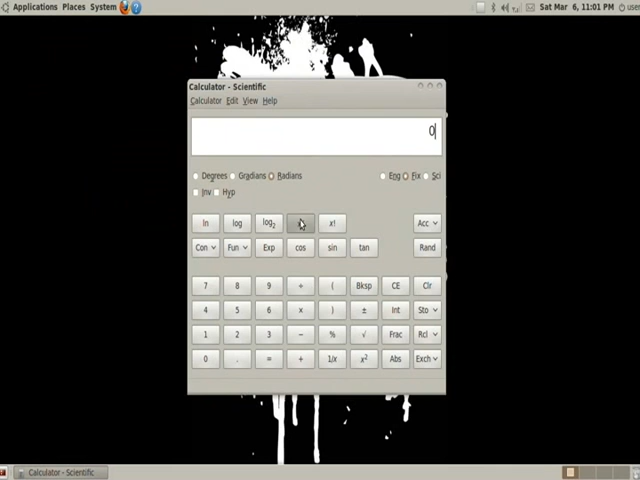 Applications Places System Sat Mar 6, 11:01 PM user
Calculator - Scientific
Calculator Edit View Help
0
Degrees Gradians Radians Eng Fix Sci
Inv Hyp
ln log log₂ x! Acc
Con Fun Exp cos sin tan Rand
7 8 9 ÷ ( Bksp CE Clr
4 5 6 x ) ± Int Sto
1 2 3 − % √ Frac Rcl
0 . = + 1/x x² Abs Exch
Calculator - Scientific